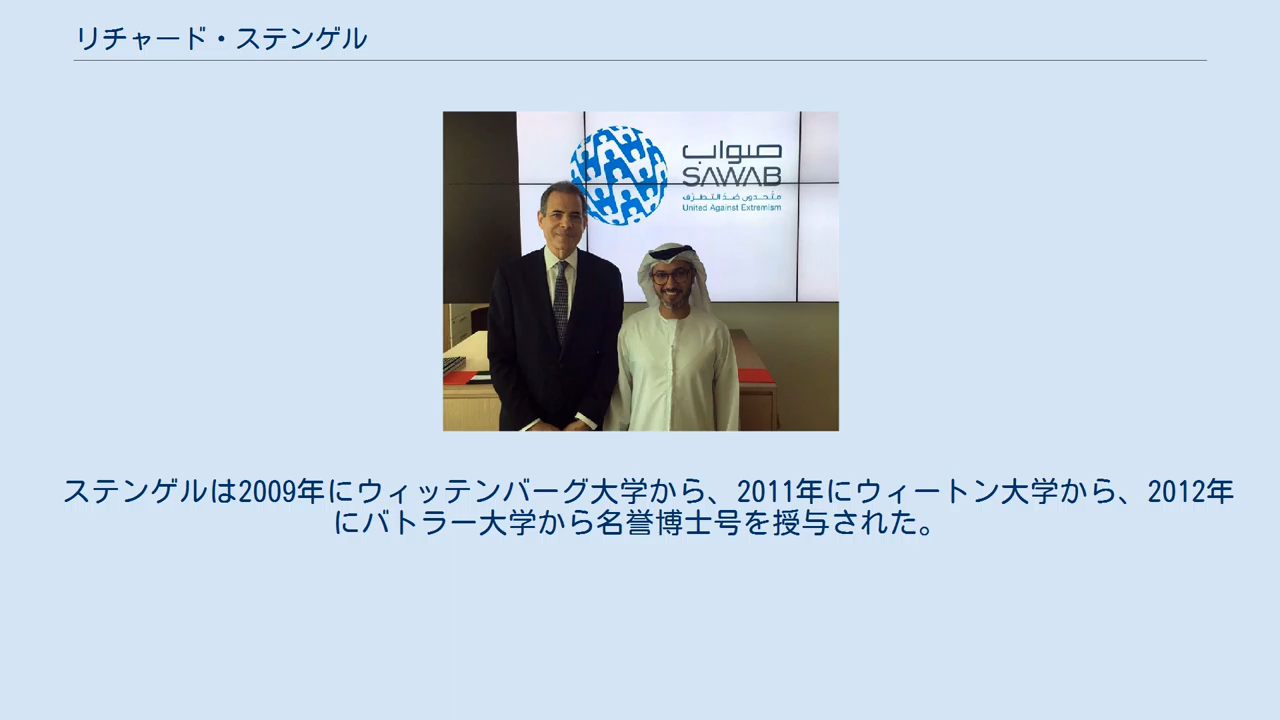 リチャード・ステンゲル
صواب
SAWAB
متّحدون ضدّ التطرّف
United Against Extremism
ステンゲルは2009年にウィッテンバーグ大学から、2011年にウィートン大学から、2012年
にバトラー大学から名誉博士号を授与された。